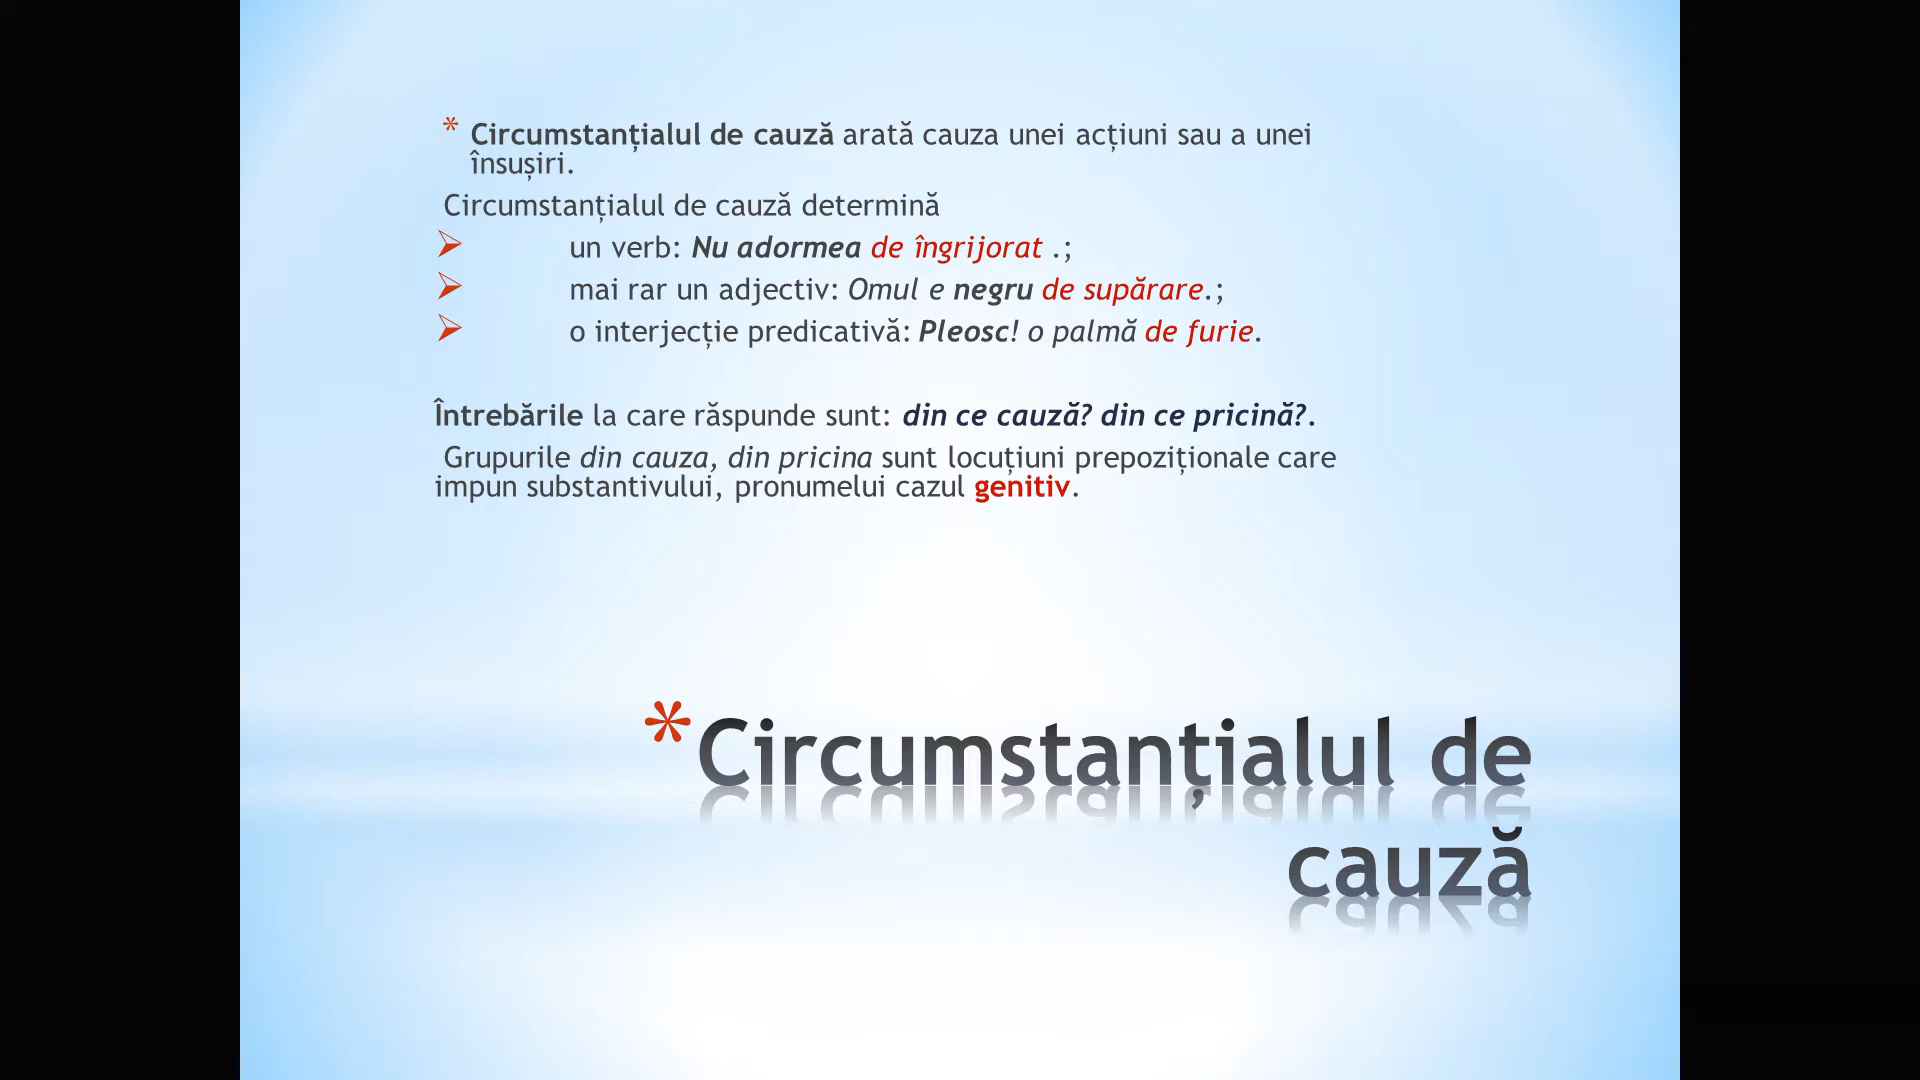 * Circumstanțialul de cauză arată cauza unei acțiuni sau a unei
însușiri.
Circumstanțialul de cauză determină
➢ un verb: Nu adormea de îngrijorat .;
➢ mai rar un adjectiv: Omul e negru de supărare.;
➢ o interjecție predicativă: Pleosc! o palmă de furie.
Întrebările la care răspunde sunt: din ce cauză? din ce pricină?.
Grupurile din cauza, din pricina sunt locuțiuni prepoziționale care
impun substantivului, pronumelui cazul genitiv.
*Circumstanțialul de
cauză